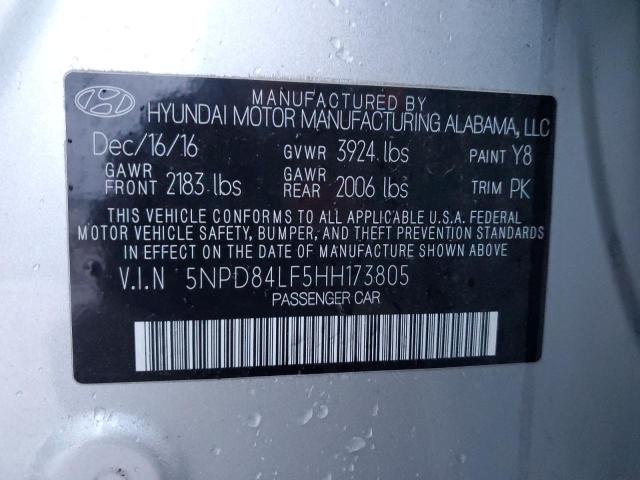 MANUFACTURED BY
HYUNDAI MOTOR MANUFACTURING ALABAMA, LLC
Dec/16/16 GVWR 3924 lbs PAINT Y8
GAWR FRONT 2183 lbs GAWR REAR 2006 lbs TRIM PK
THIS VEHICLE CONFORMS TO ALL APPLICABLE U.S.A. FEDERAL
MOTOR VEHICLE SAFETY, BUMPER, AND THEFT PREVENTION STANDARDS
IN EFFECT ON THE DATE OF MANUFACTURE SHOWN ABOVE
V.I.N 5NPD84LF5HH173805
PASSENGER CAR